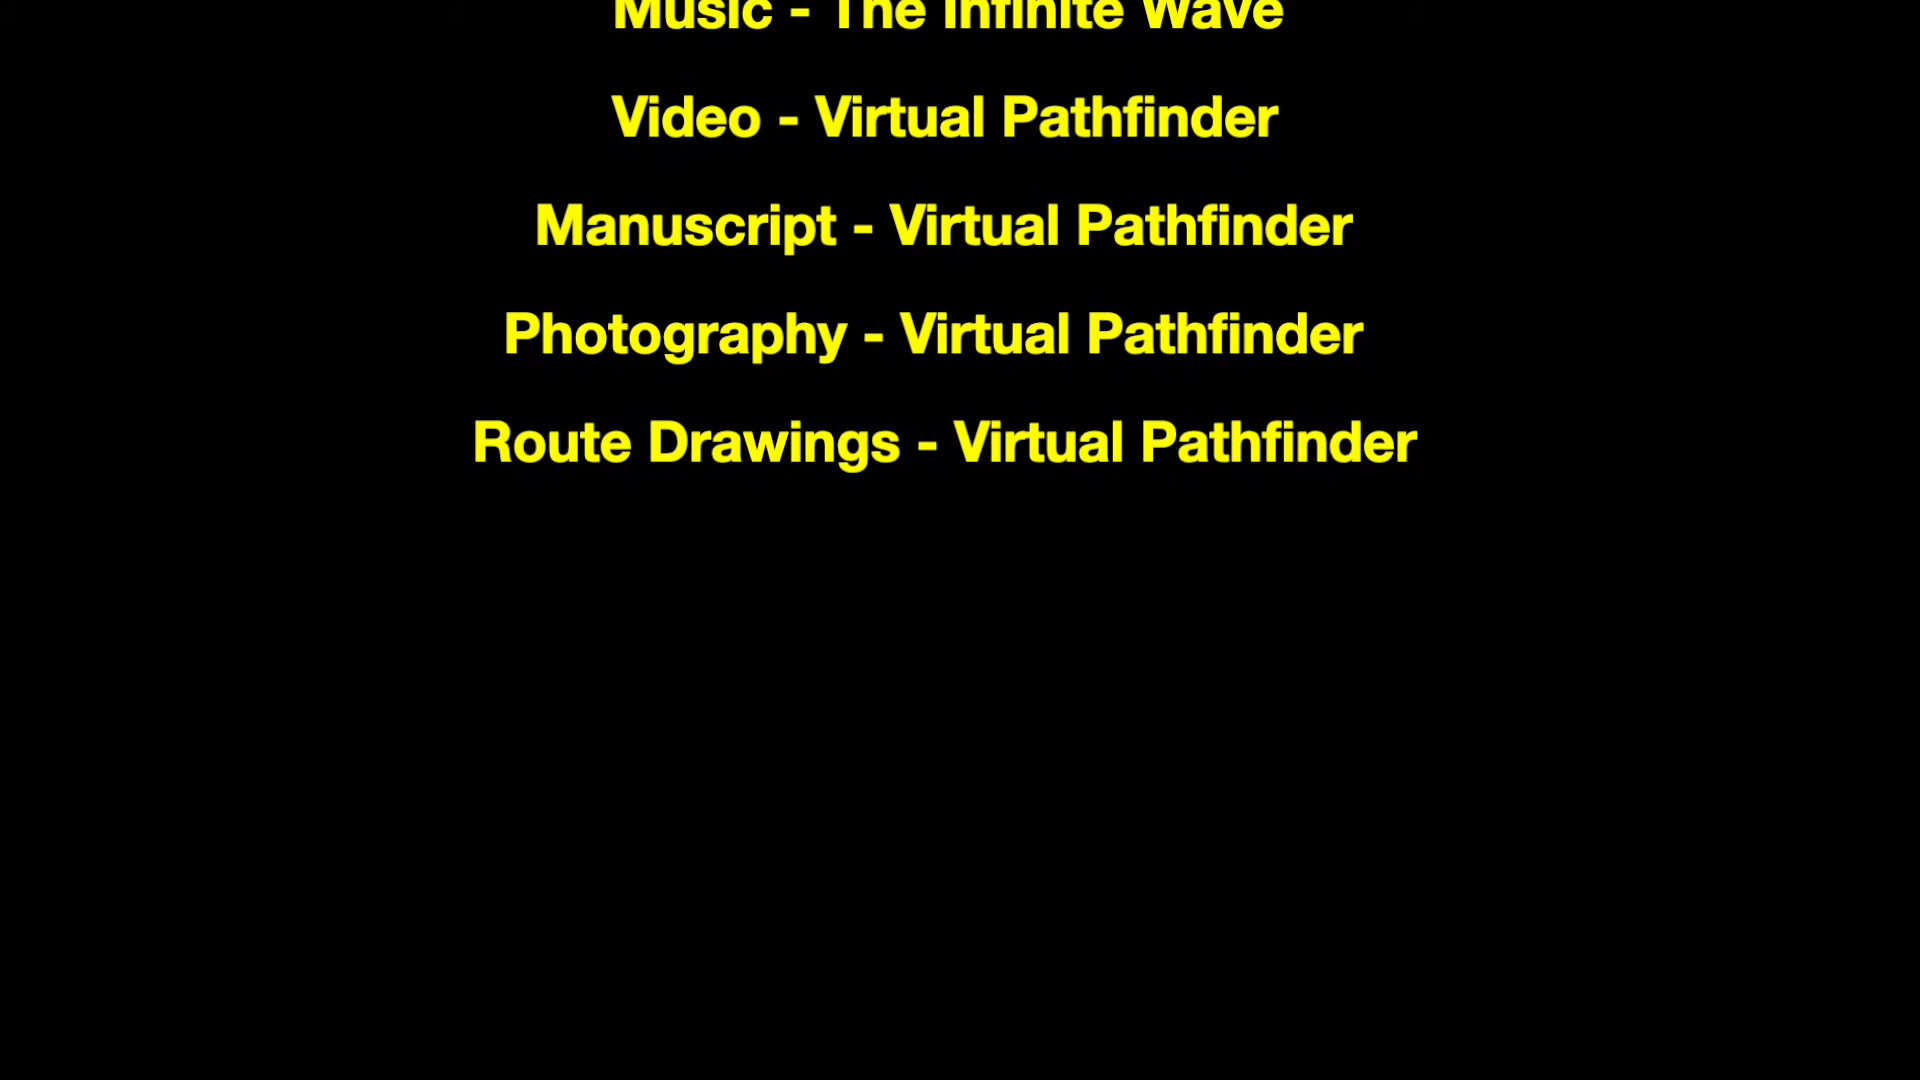 Music - The Infinite Wave
Video - Virtual Pathfinder
Manuscript - Virtual Pathfinder
Photography - Virtual Pathfinder
Route Drawings - Virtual Pathfinder